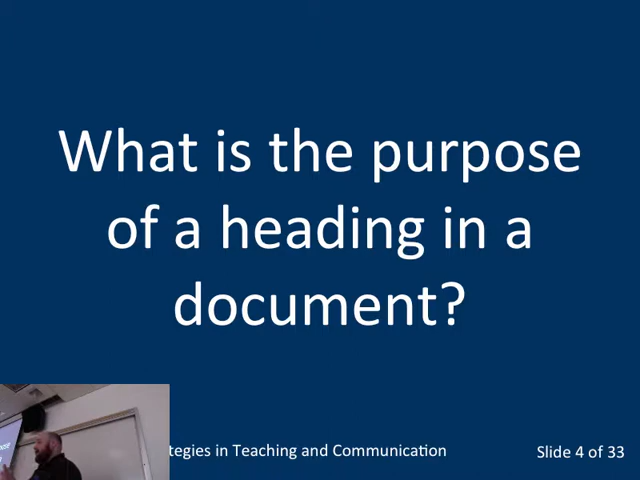 What is the purpose
of a heading in a
document?
tegies in Teaching and Communication
Slide 4 of 33